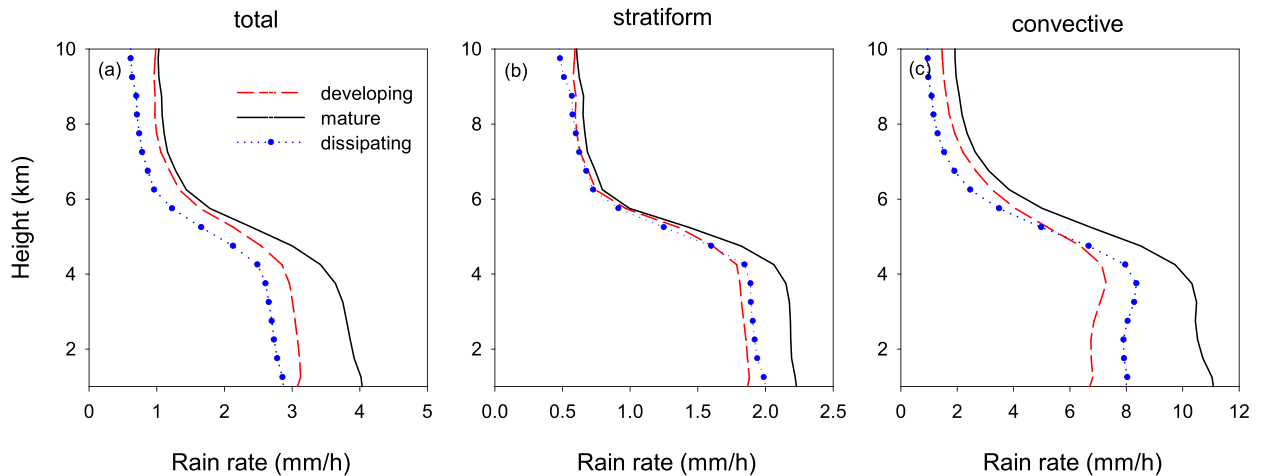 total
stratiform
convective
(a)
developing
mature
dissipating
(b)
(c)
Height (km)
10
8
6
4
2
0
1
2
3
4
5
Rain rate (mm/h)
10
8
6
4
2
0.0
0.5
1.0
1.5
2.0
2.5
Rain rate (mm/h)
10
8
6
4
2
0
2
4
6
8
10
12
Rain rate (mm/h)